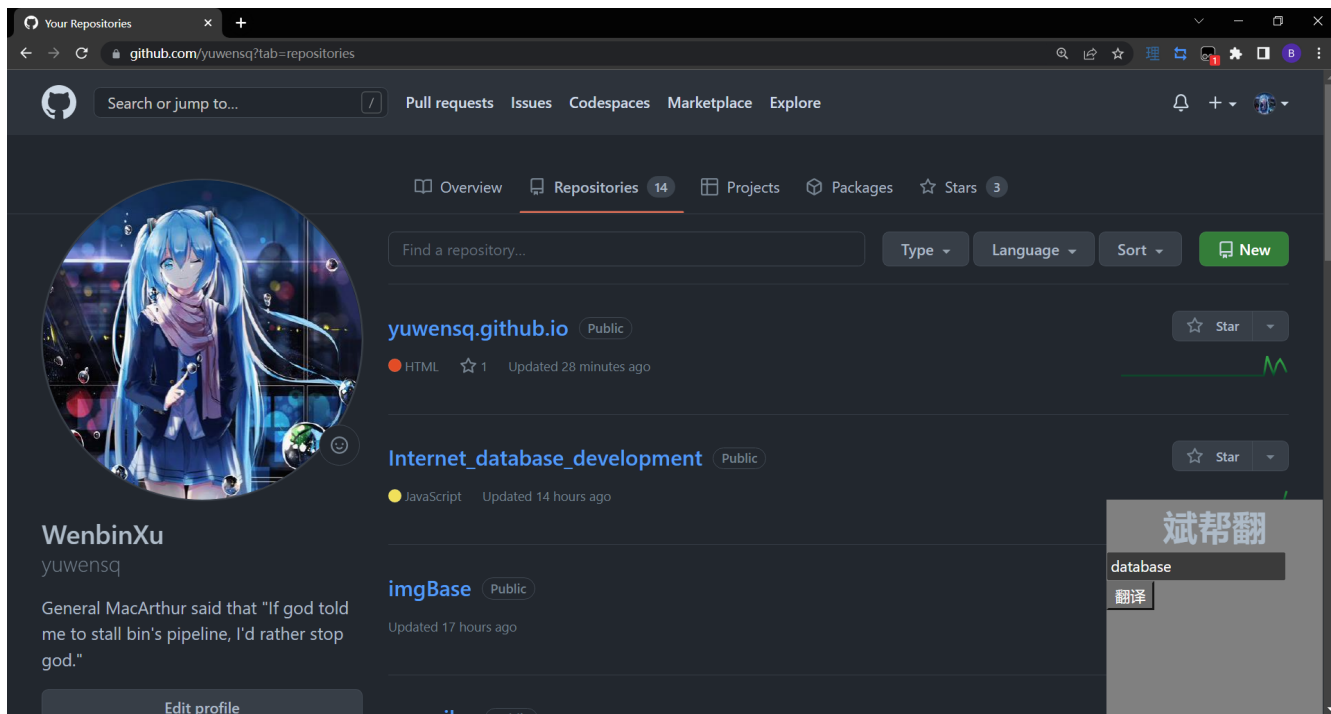 Your Repositories
github.com/yuwensq?tab=repositories
理
1
B
Search or jump to...
/
Pull requests Issues Codespaces Marketplace Explore
Overview Repositories 14 Projects Packages Stars 3
Find a repository…
Type Language Sort New
yuwensq.github.io Public
Star
HTML 1 Updated 28 minutes ago
Internet_database_development Public
Star
JavaScript Updated 14 hours ago
imgBase Public
Updated 17 hours ago
WenbinXu
yuwensq
General MacArthur said that "If god told
me to stall bin's pipeline, I'd rather stop
god."
Edit profile
斌帮翻
database
翻译